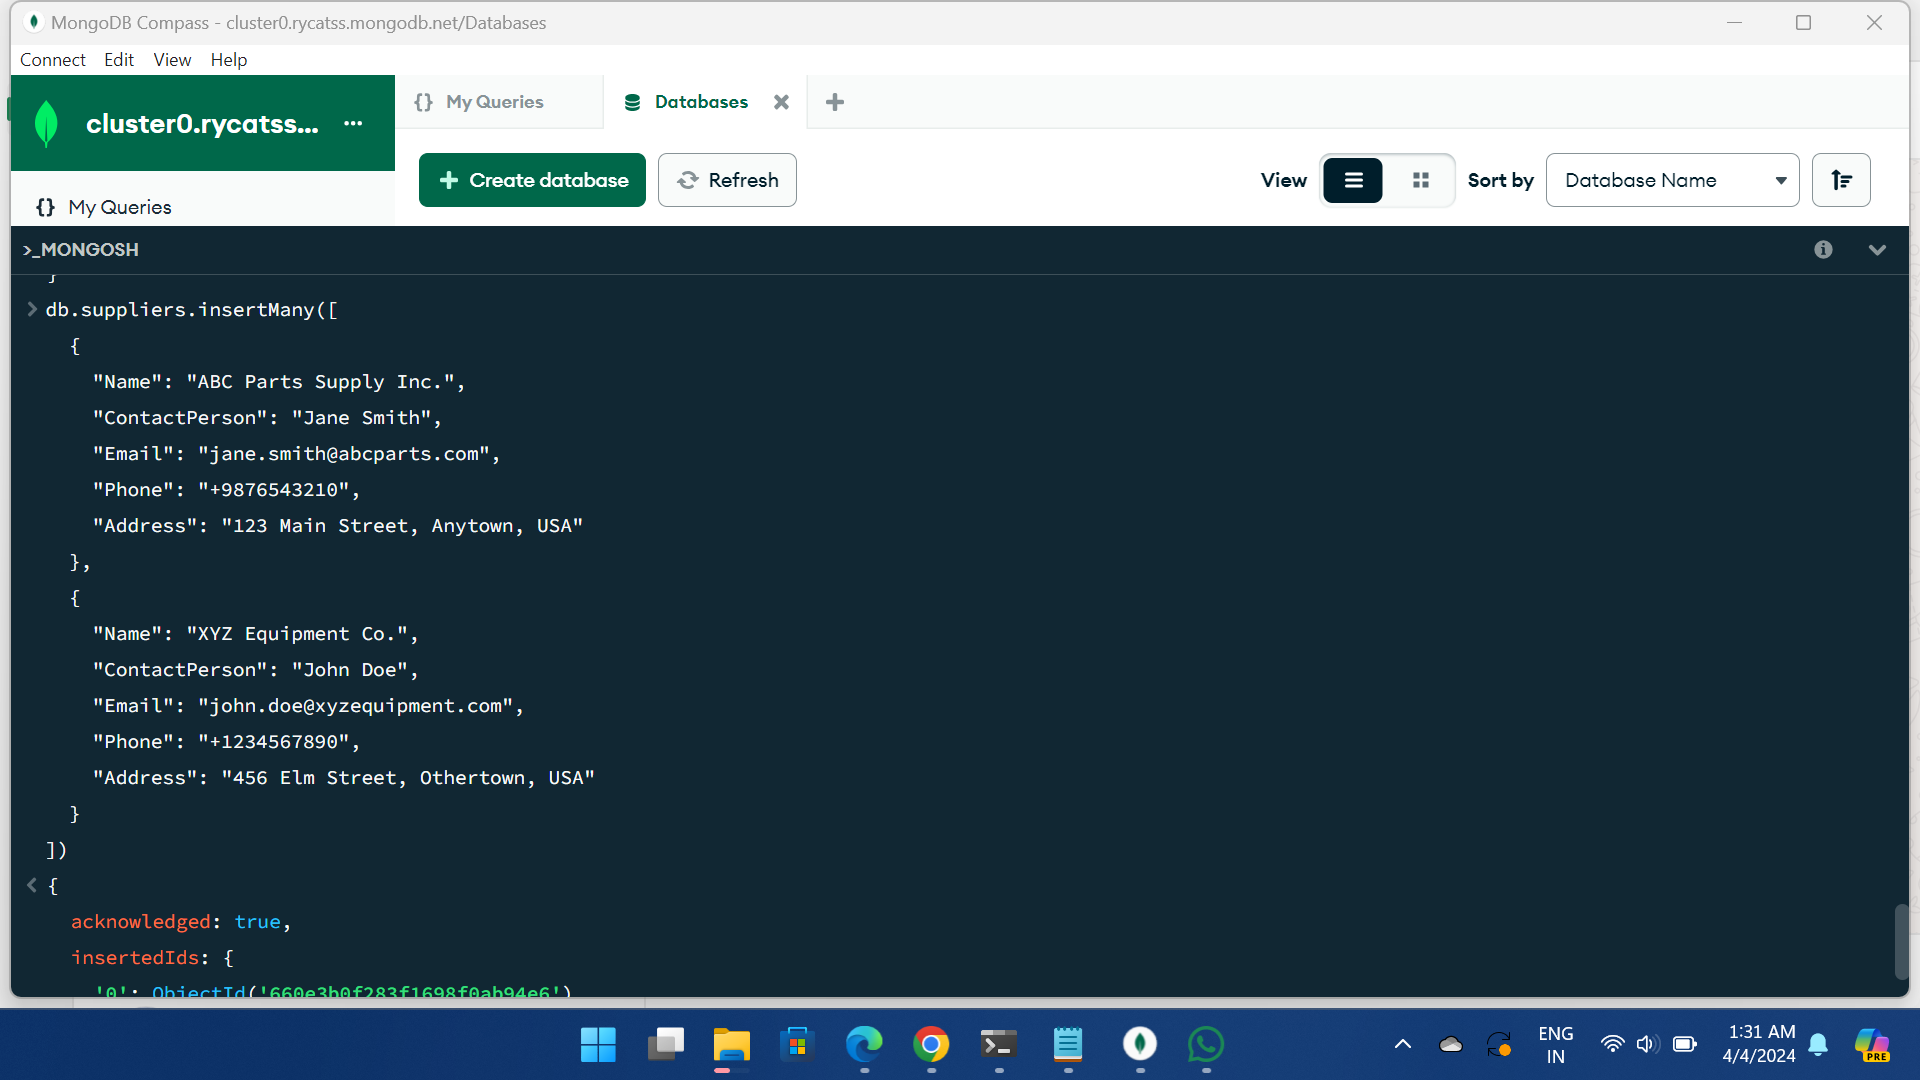 MongoDB Compass - cluster0.rycatss.mongodb.net/Databases
Connect Edit View Help
cluster0.rycatss... ...
{} My Queries
Databases
Create database
Refresh
View
Sort by
Database Name
{} My Queries
>_MONGOSH
}
> db.suppliers.insertMany([
{
"Name": "ABC Parts Supply Inc.",
"ContactPerson": "Jane Smith",
"Email": "jane.smith@abcparts.com",
"Phone": "+9876543210",
"Address": "123 Main Street, Anytown, USA"
},
{
"Name": "XYZ Equipment Co.",
"ContactPerson": "John Doe",
"Email": "john.doe@xyzequipment.com",
"Phone": "+1234567890",
"Address": "456 Elm Street, Othertown, USA"
}
])
< {
acknowledged: true,
insertedIds: {
'0': ObjectId('660e3b0f283f1698f0ab94e6')
ENG
IN
1:31 AM
4/4/2024
PRE